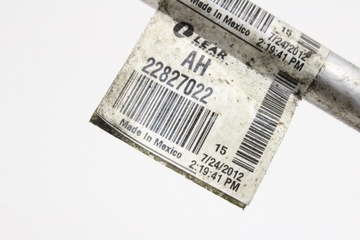 Made In Mexico
15
7/24/2012
2:19:41 PM
LEAR
AH
22827022
Made In Mexico
15
7/24/2012
2:19:41 PM